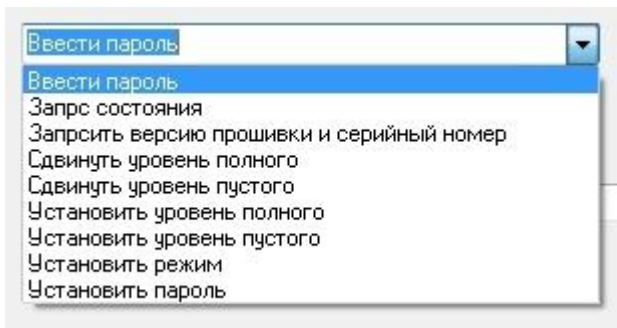 Ввести пароль
Ввести пароль
Запрс состояния
Запрсить версию прошивки и серийный номер
Сдвинуть уровень полного
Сдвинуть уровень пустого
Установить уровень полного
Установить уровень пустого
Установить режим
Установить пароль